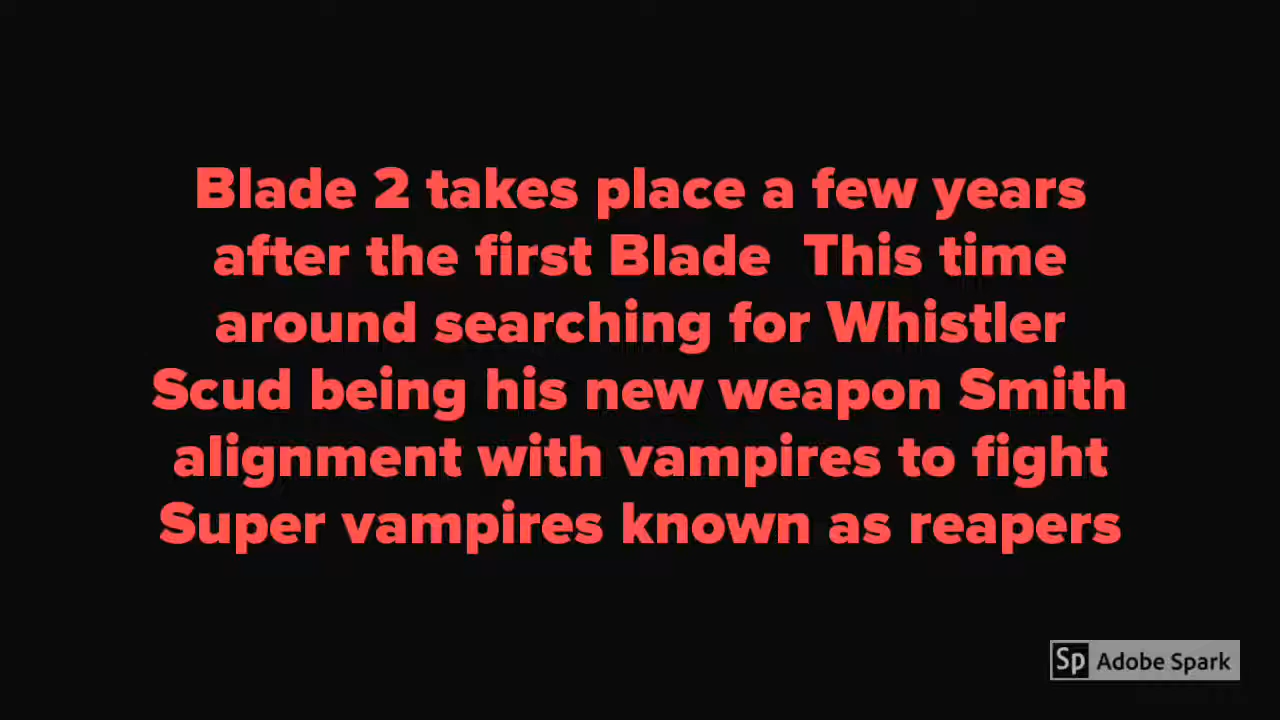 Blade 2 takes place a few years
after the first Blade  This time
around searching for Whistler
Scud being his new weapon Smith
alignment with vampires to fight
Super vampires known as reapers
Sp Adobe Spark